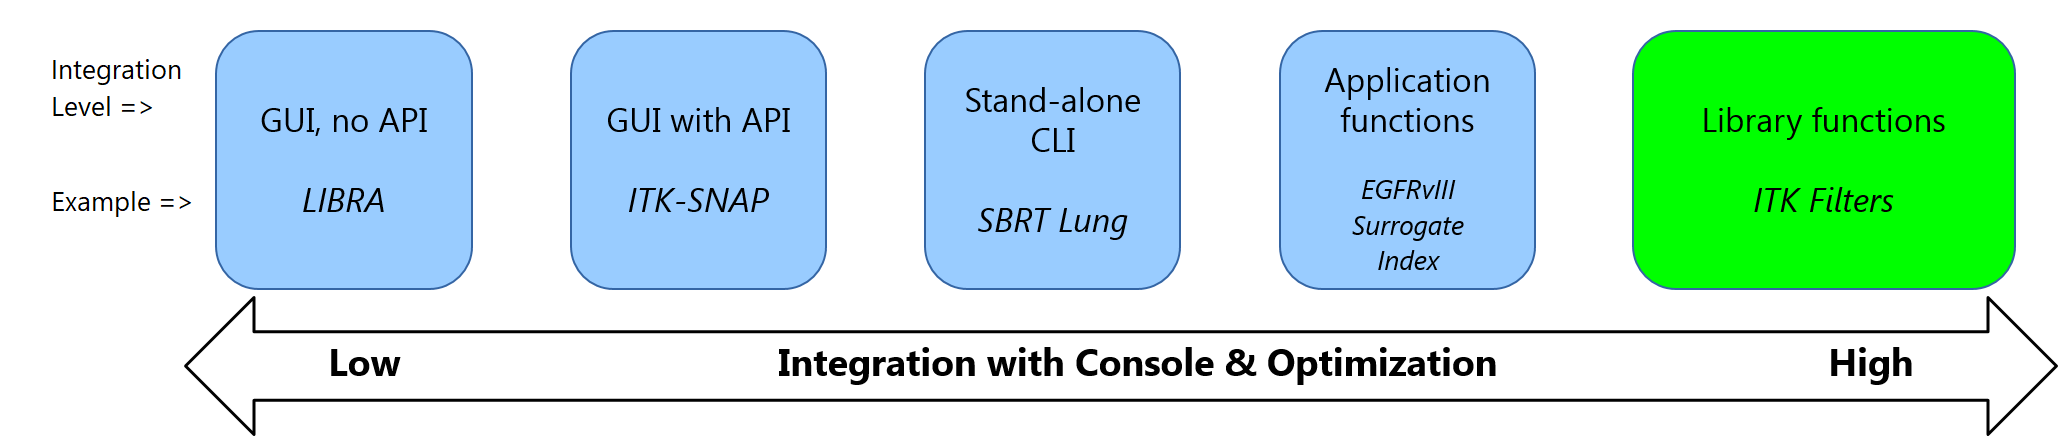 Integration
Level =>
Example =>
GUI, no API
LIBRA
GUI with API
ITK-SNAP
Stand-alone
CLI
SBRT Lung
Application
functions
EGFRvIII
Surrogate
Index
Library functions
ITK Filters
Low
Integration with Console & Optimization
High